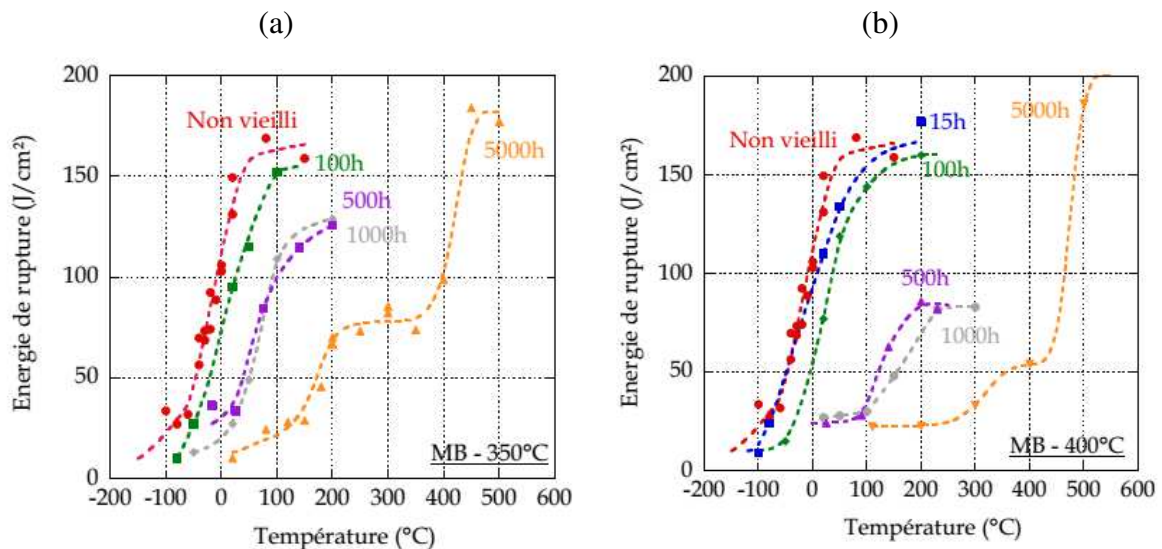 (a)
(b)
200
150
100
50
0
Energie de rupture (J/cm²)
Non vieilli
100h
500h
1000h
5000h
MB - 350°C
-200 -100 0 100 200 300 400 500 600
Température (°C)
200
150
100
50
0
Energie de rupture (J/cm²)
Non vieilli
15h
100h
500h
1000h
5000h
MB - 400°C
-200 -100 0 100 200 300 400 500 600
Température (°C)